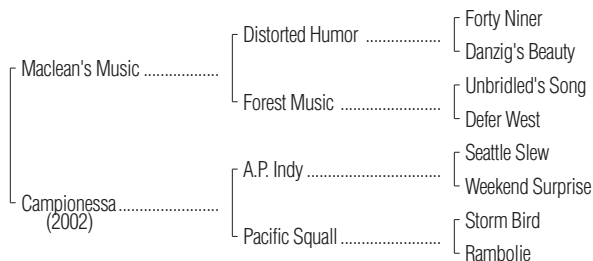 Forty Niner
Distorted Humor ..................
Danzig's Beauty
Maclean's Music .................
Unbridled's Song
Forest Music ........................
Defer West
Seattle Slew
A.P. Indy ................................
Weekend Surprise
Campionessa .......................
(2002)
Storm Bird
Pacific Squall ........................
Rambolie